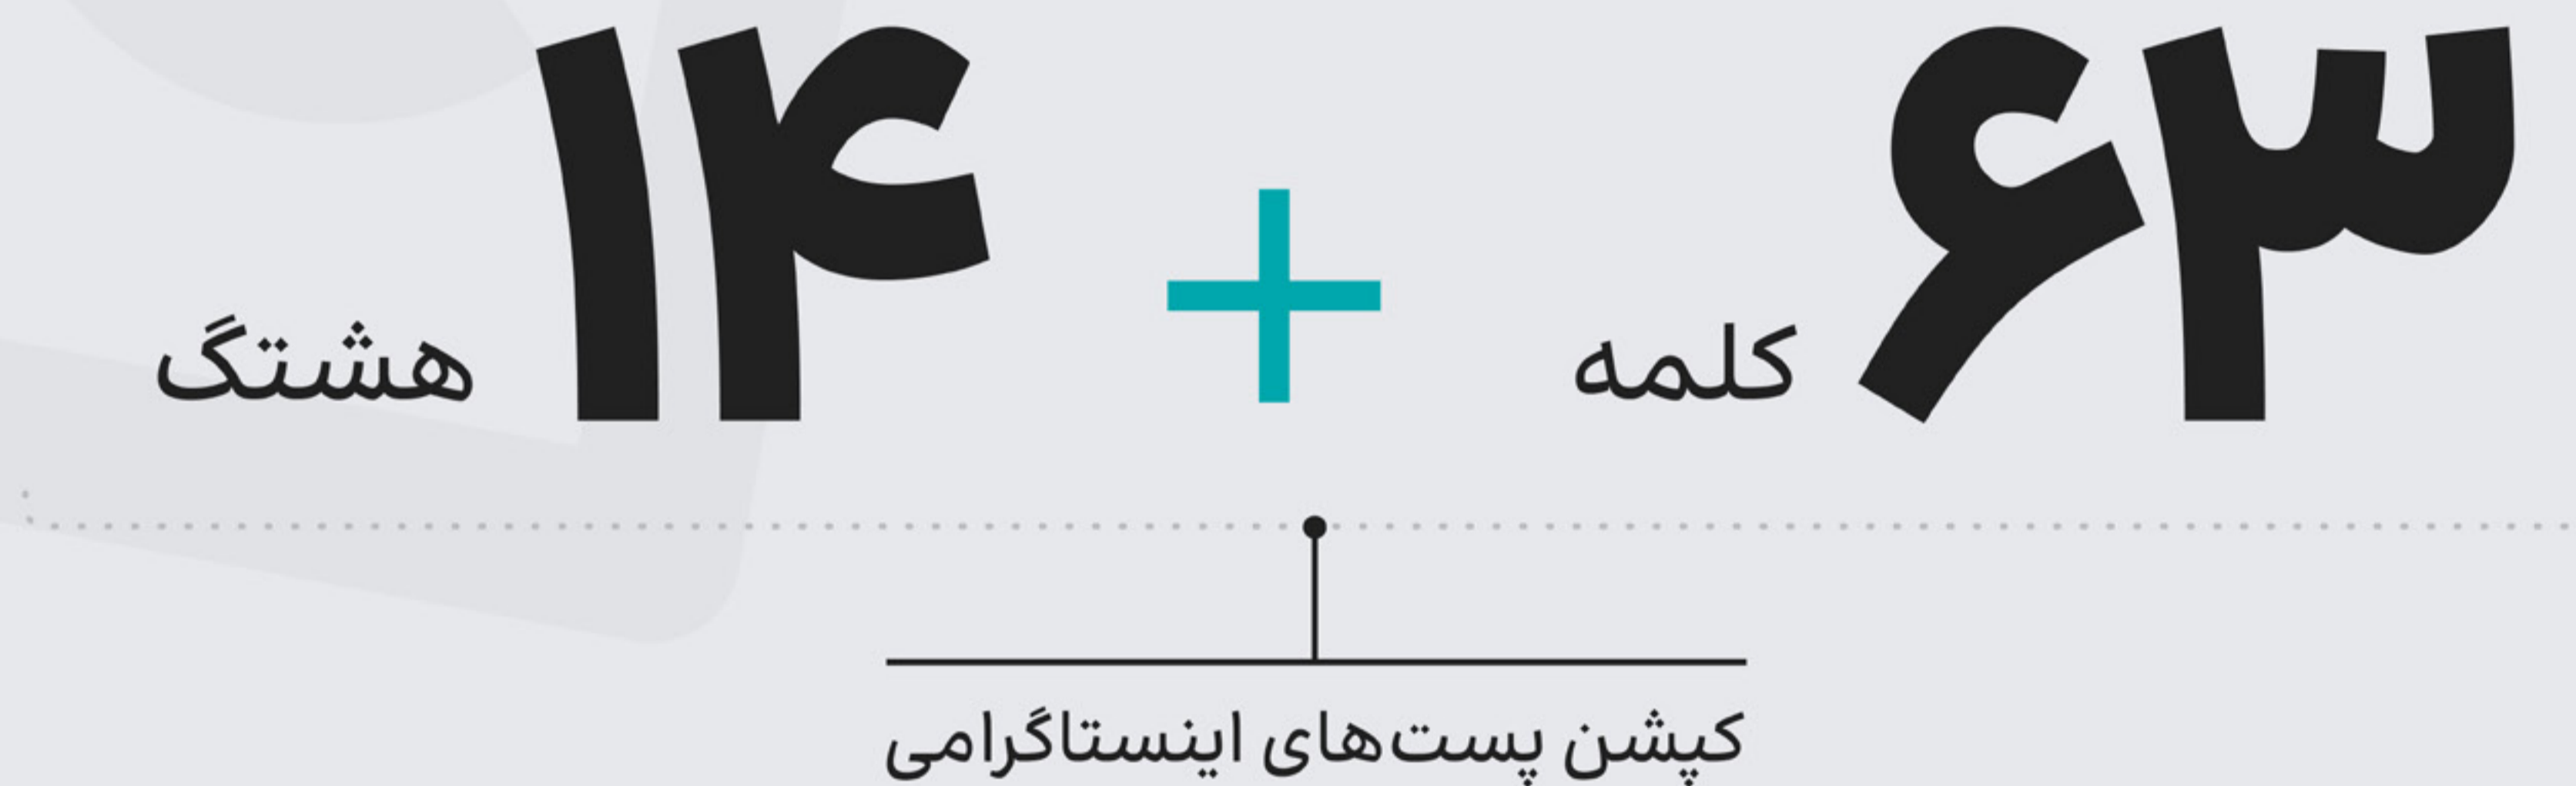 ۶۳ کلمه + ۱۴ هشتگ
کپشن پست‌های اینستاگرامی